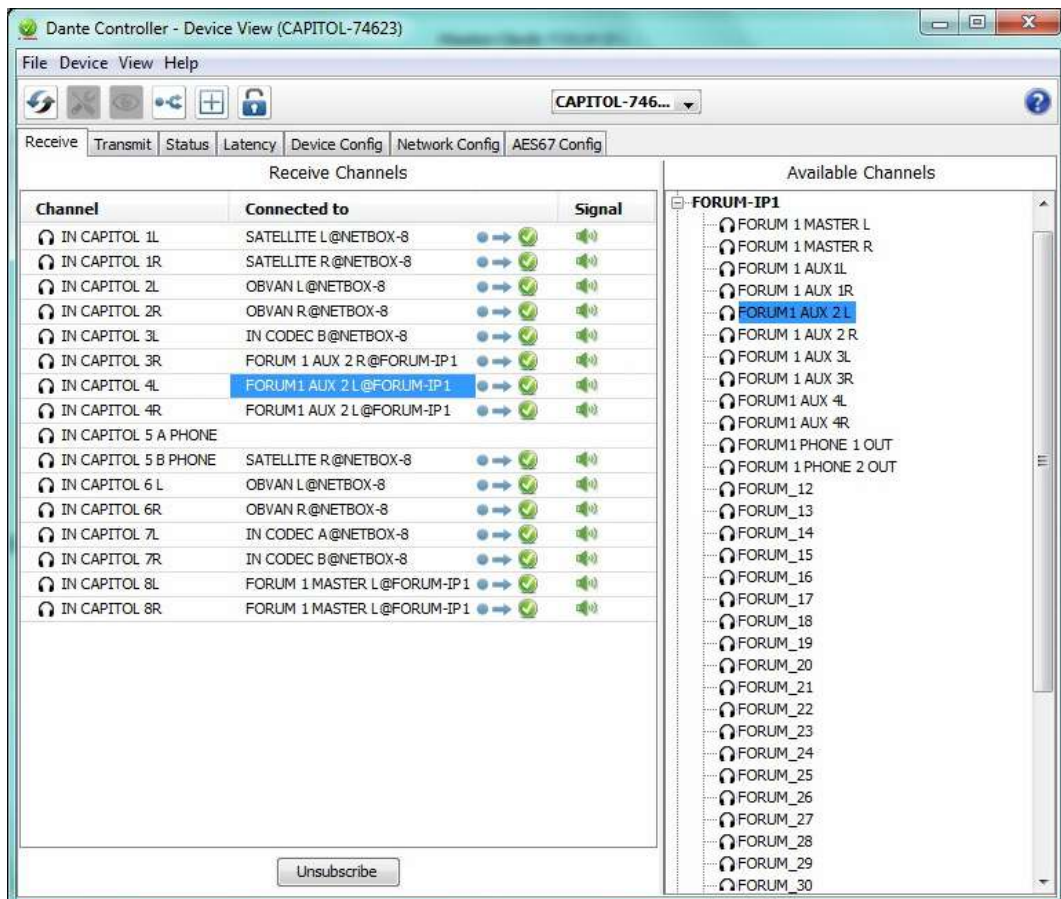 Dante Controller - Device View (CAPITOL-74623)
File Device View Help
CAPITOL-746...
Receive Transmit Status Latency Device Config Network Config AES67 Config
Receive Channels
Channel Connected to Signal
IN CAPITOL 1L SATELLITE L@NETBOX-8
IN CAPITOL 1R SATELLITE R@NETBOX-8
IN CAPITOL 2L OBVAN L@NETBOX-8
IN CAPITOL 2R OBVAN R@NETBOX-8
IN CAPITOL 3L IN CODEC B@NETBOX-8
IN CAPITOL 3R FORUM 1 AUX 2 R@FORUM-IP1
IN CAPITOL 4L FORUM1 AUX 2 L@FORUM-IP1
IN CAPITOL 4R FORUM1 AUX 2 L@FORUM-IP1
IN CAPITOL 5 A PHONE
IN CAPITOL 5 B PHONE SATELLITE R@NETBOX-8
IN CAPITOL 6 L OBVAN L@NETBOX-8
IN CAPITOL 6R OBVAN R@NETBOX-8
IN CAPITOL 7L IN CODEC A@NETBOX-8
IN CAPITOL 7R IN CODEC B@NETBOX-8
IN CAPITOL 8L FORUM 1 MASTER L@FORUM-IP1
IN CAPITOL 8R FORUM 1 MASTER L@FORUM-IP1
Unsubscribe
Available Channels
FORUM-IP1
FORUM 1 MASTER L
FORUM 1 MASTER R
FORUM 1 AUX 1L
FORUM 1 AUX 1R
FORUM1 AUX 2 L
FORUM 1 AUX 2 R
FORUM 1 AUX 3L
FORUM 1 AUX 3R
FORUM1 AUX 4L
FORUM1 AUX 4R
FORUM1 PHONE 1 OUT
FORUM 1 PHONE 2 OUT
FORUM_12
FORUM_13
FORUM_14
FORUM_15
FORUM_16
FORUM_17
FORUM_18
FORUM_19
FORUM_20
FORUM_21
FORUM_22
FORUM_23
FORUM_24
FORUM_25
FORUM_26
FORUM_27
FORUM_28
FORUM_29
FORUM_30